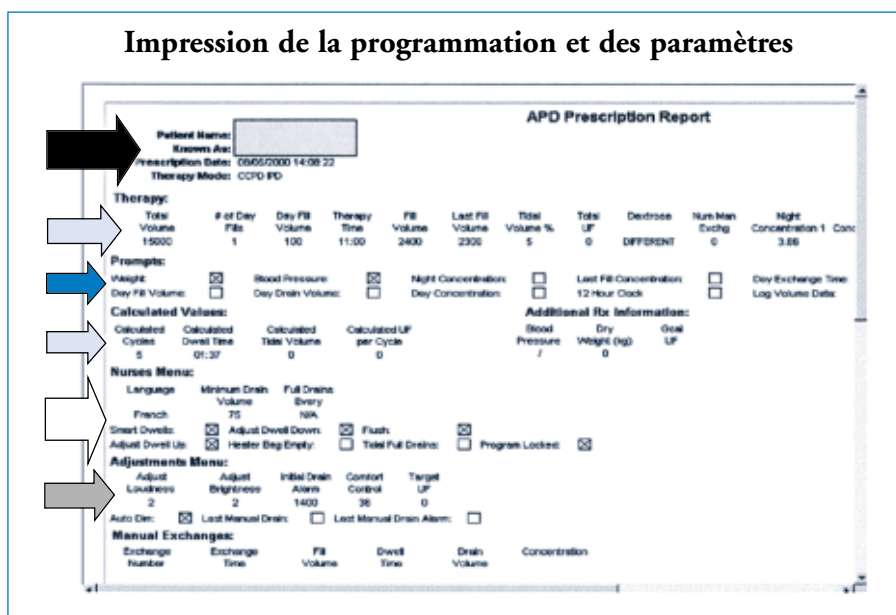 Impression de la programmation et des paramètres
APD Prescription Report
Patient Name:
Known As:
Prescription Date: 08/06/2000 14:08:22
Therapy Mode: CCPD IPD
Therapy:
Total Volume # of Day Fills Day Fill Volume Therapy Time Fill Volume Last Fill Volume Tidal Volume % Total UF Dextrose Num Man Exchg Night Concentration 1 Conc
15000 1 100 11:00 2400 2300 5 0 DIFFERENT 0 3.86
Prompts:
Weight: Blood Pressure: Night Concentration: Last Fill Concentration: Day Exchange Time:
Day Fill Volume: Day Drain Volume: Day Concentration: 12 Hour Clock Log Volume Data:
Calculated Values: Additional Rx Information:
Calculated Cycles Calculated Dwell Time Calculated Tidal Volume Calculated UF per Cycle Blood Pressure Dry Weight (kg) Goal UF
5 01:37 0 0 / 0
Nurses Menu:
Language Minimum Drain Volume Full Drains Every
French 75 N/A
Smart Dwells: Adjust Dwell Down: Flush:
Adjust Dwell Up: Heater Bag Empty: Tidal Full Drains: Program Locked:
Adjustments Menu:
Adjust Loudness Adjust Brightness Initial Drain Alarm Comfort Control Target UF
2 2 1400 36 0
Auto Dim: Last Manual Drain: Last Manual Drain Alarm:
Manual Exchanges:
Exchange Number Exchange Time Fill Volume Dwell Time Drain Volume Concentration